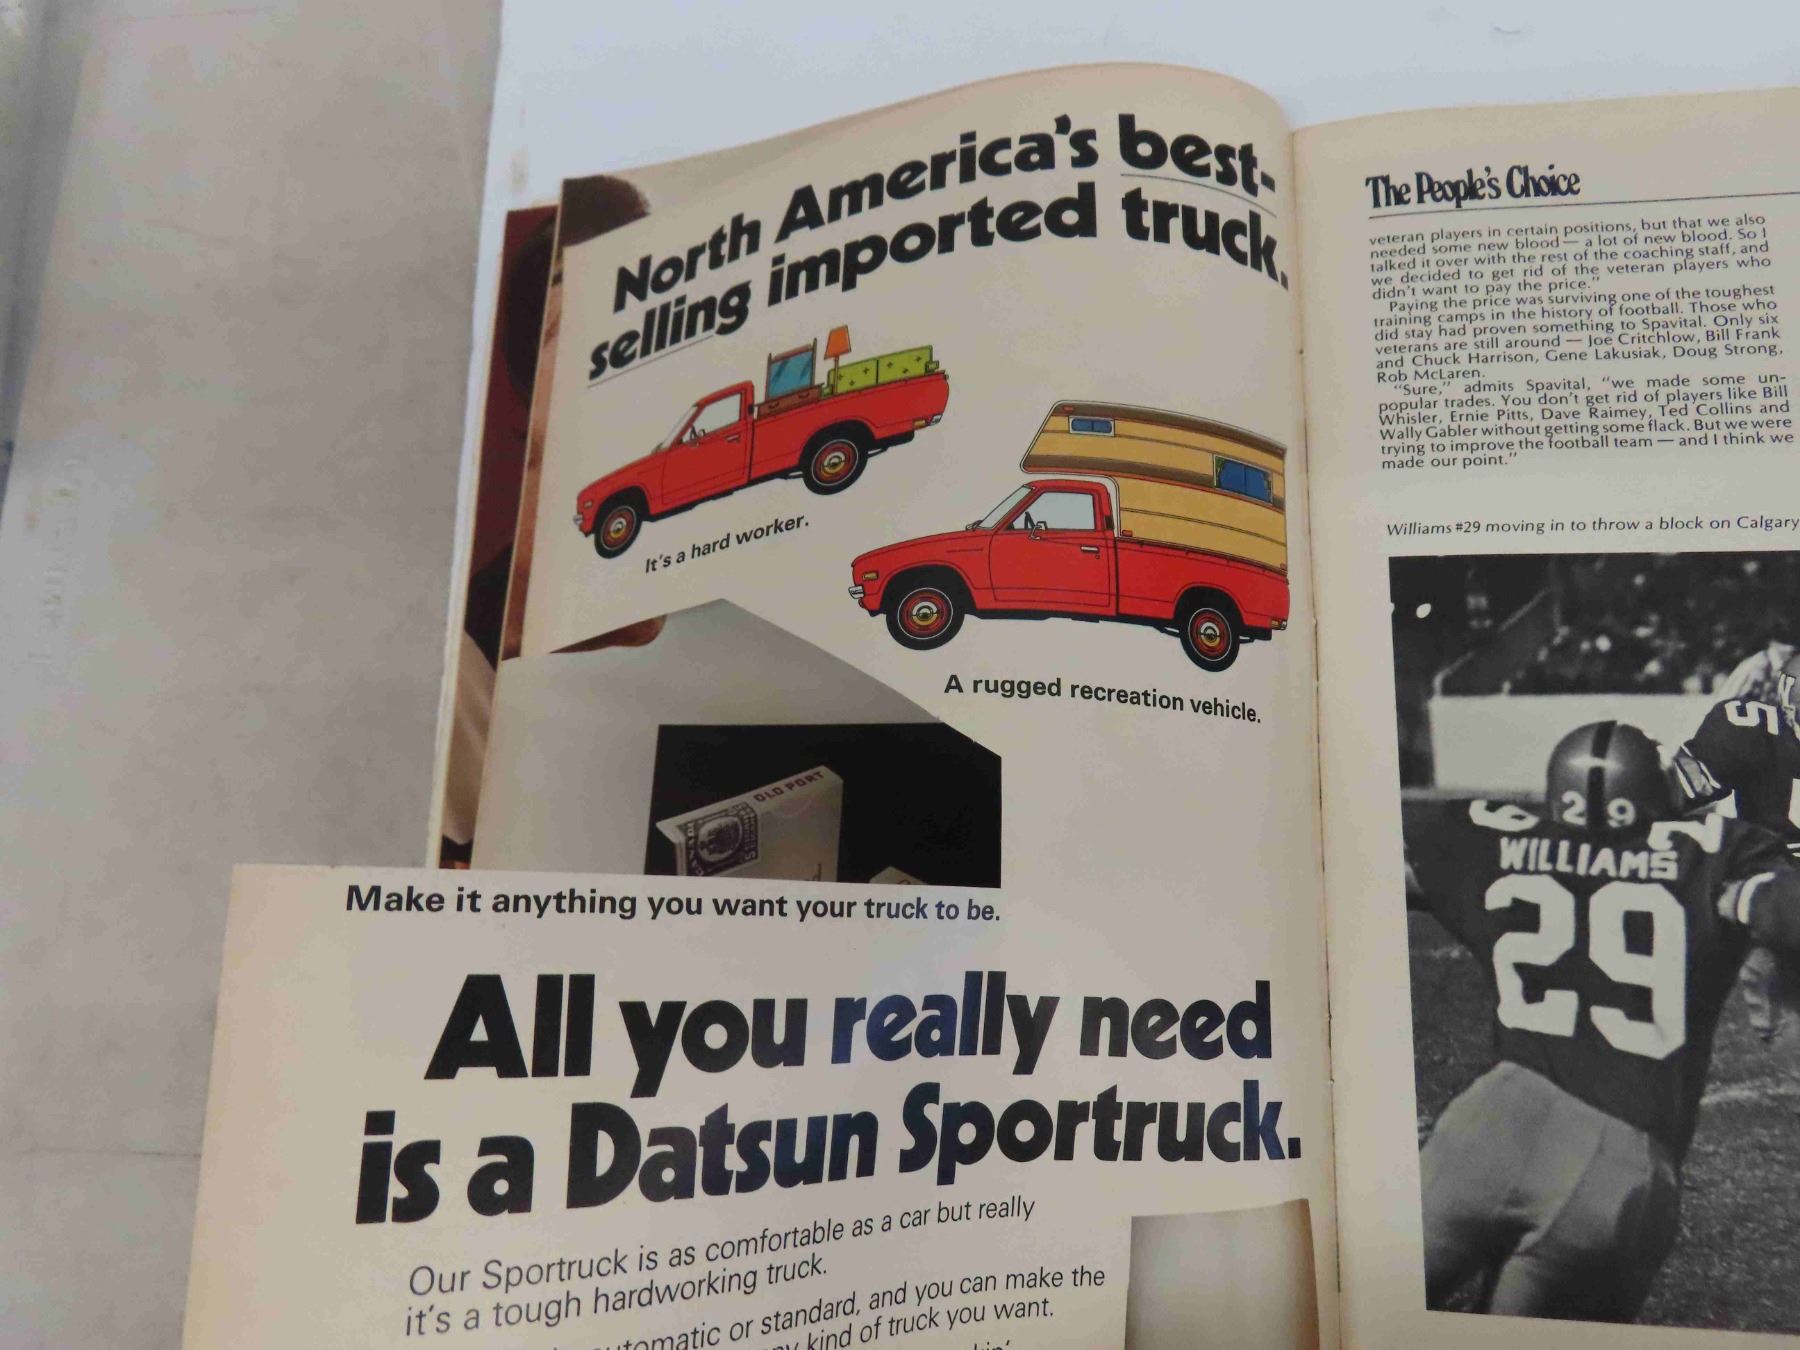 North America's best-
selling imported truck.
It's a hard worker.
A rugged recreation vehicle.
OLD PORT
Make it anything you want your truck to be.
All you really need
is a Datsun Sportruck.
Our Sportruck is as comfortable as a car but really
it's a tough hardworking truck.
automatic or standard, and you can make the
kind of truck you want.
The People's Choice
veteran players in certain positions, but that we also
needed some new blood — a lot of new blood. So I
talked it over with the rest of the coaching staff, and
we decided to get rid of the veteran players who
didn't want to pay the price."
Paying the price was surviving one of the toughest
training camps in the history of football. Those who
did stay had proven something to Spavital. Only six
veterans are still around — Joe Critchlow, Bill Frank
and Chuck Harrison, Gene Lakusiak, Doug Strong,
Rob McLaren.
"Sure," admits Spavital, "we made some un-
popular trades. You don't get rid of players like Bill
Whisler, Ernie Pitts, Dave Raimey, Ted Collins and
Wally Gabler without getting some flack. But we were
trying to improve the football team — and I think we
made our point."
Williams #29 moving in to throw a block on Calgary
5
29
WILLIAMS
29